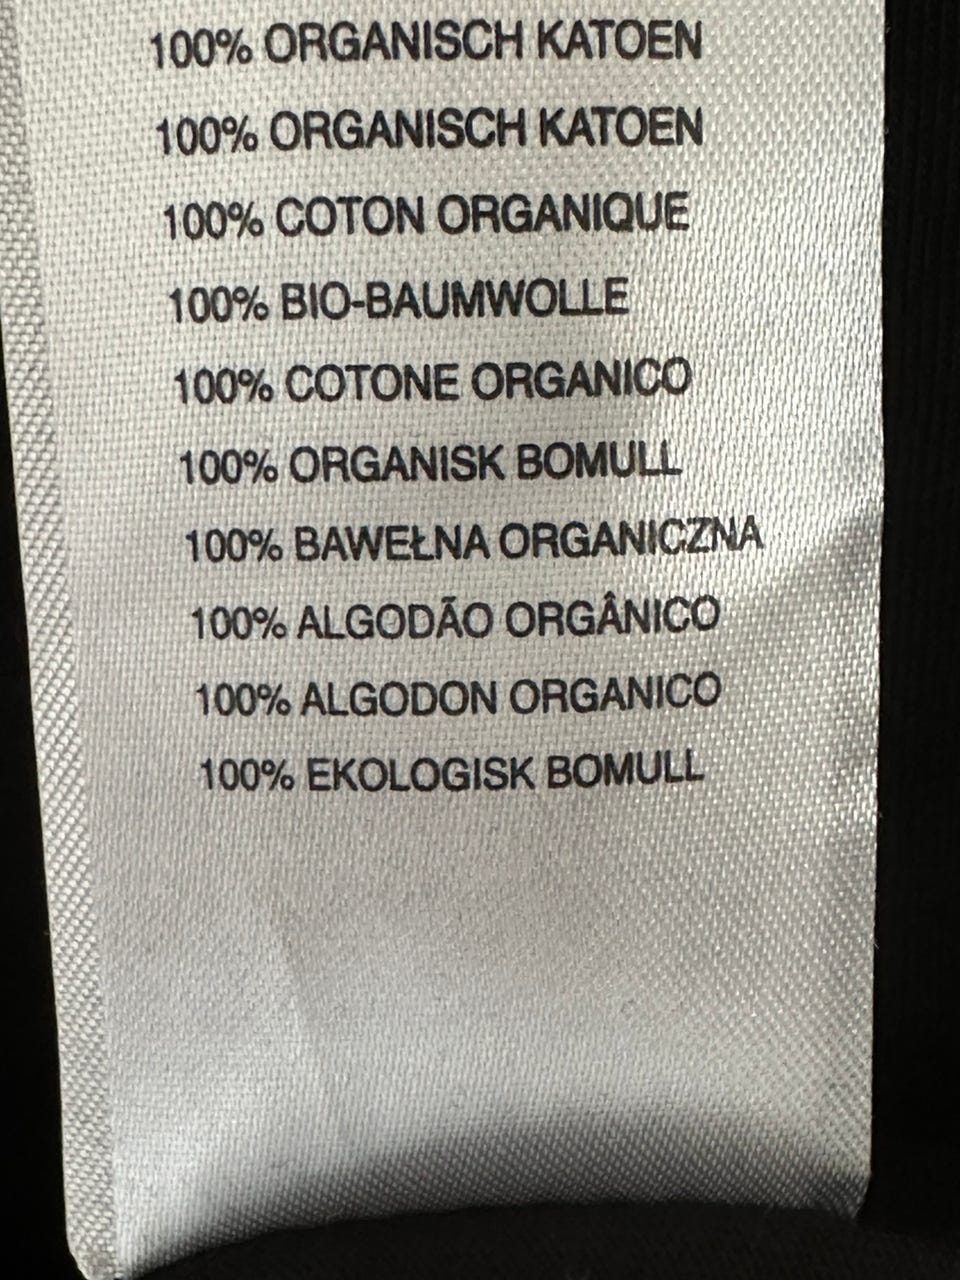 100% ORGANISCH KATOEN
100% ORGANISCH KATOEN
100% COTON ORGANIQUE
100% BIO-BAUMWOLLE
100% COTONE ORGANICO
100% ORGANISK BOMULL
100% BAWEŁNA ORGANICZNA
100% ALGODÃO ORGÂNICO
100% ALGODON ORGANICO
100% EKOLOGISK BOMULL